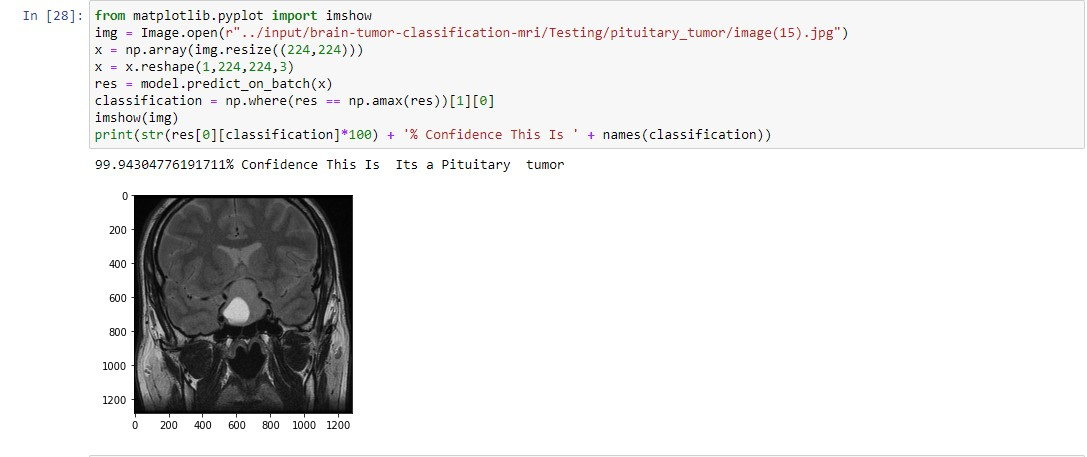 In [28]: from matplotlib.pyplot import imshow
img = Image.open(r"../input/brain-tumor-classification-mri/Testing/pituitary_tumor/image(15).jpg")
x = np.array(img.resize((224,224)))
x = x.reshape(1,224,224,3)
res = model.predict_on_batch(x)
classification = np.where(res == np.amax(res))[1][0]
imshow(img)
print(str(res[0][classification]*100) + '% Confidence This Is ' + names(classification))
99.94304776191711% Confidence This Is  Its a Pituitary  tumor
0
200
400
600
800
1000
1200
0 200 400 600 800 1000 1200